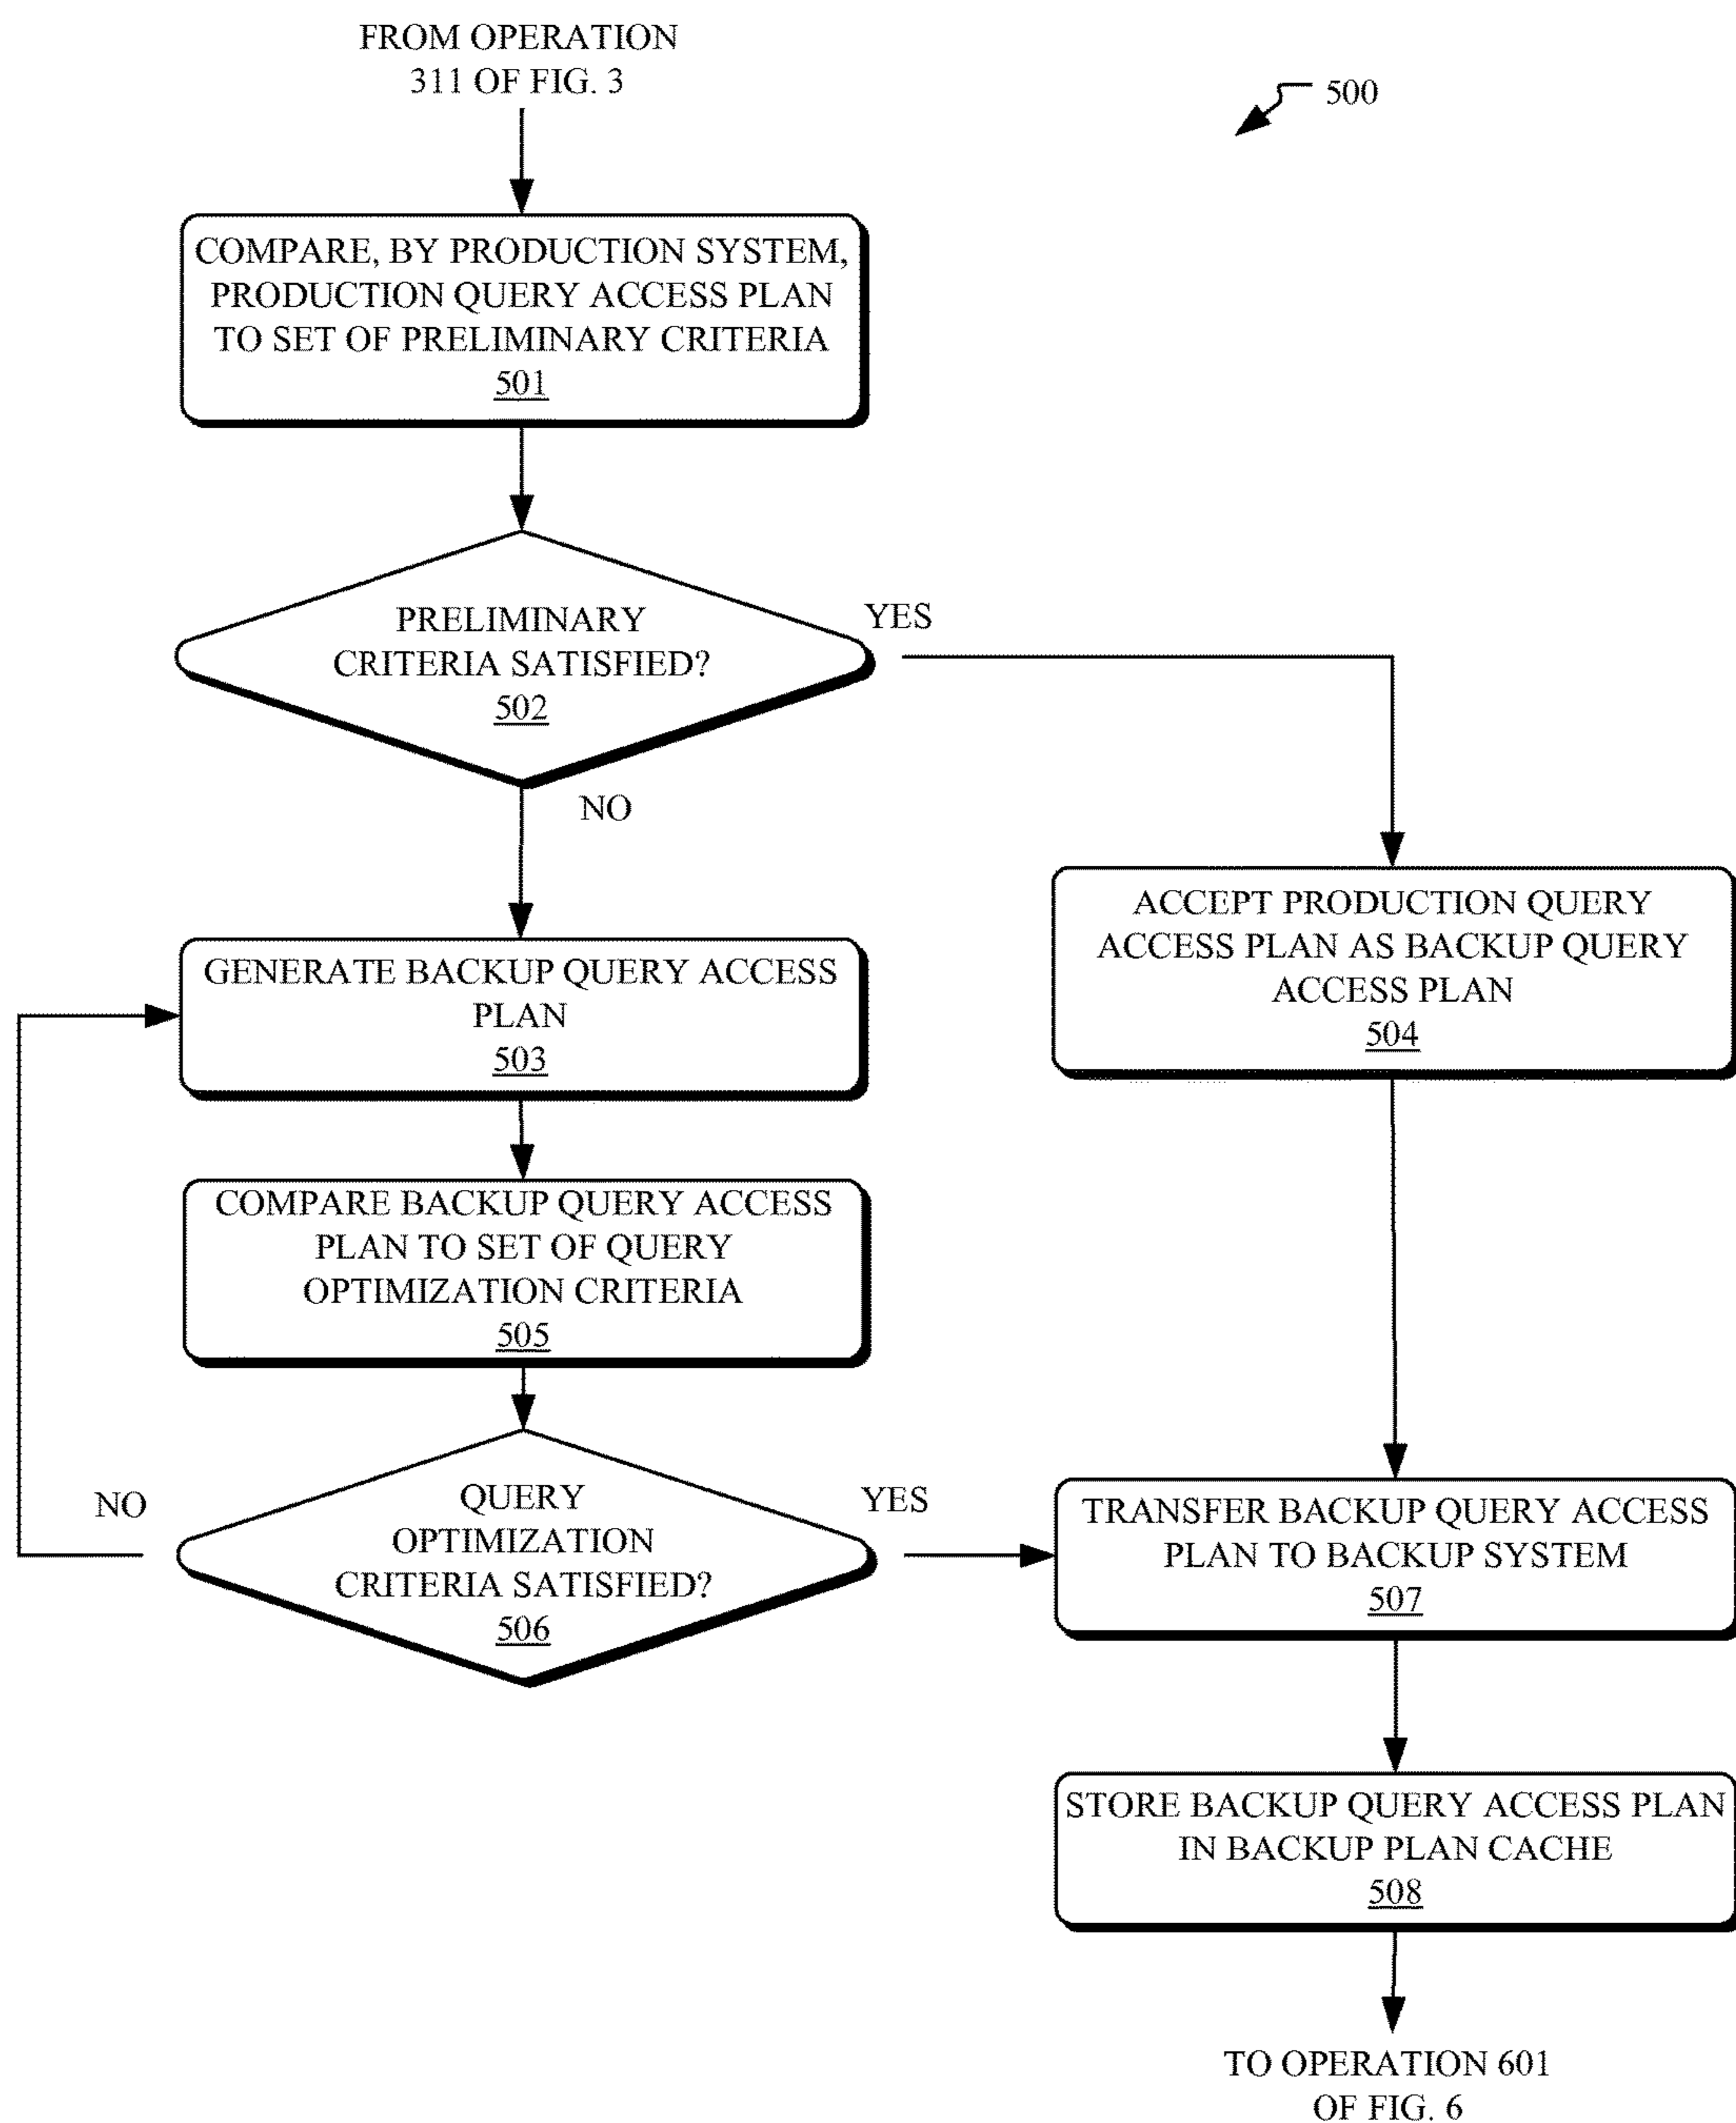 FROM OPERATION
311 OF FIG. 3
500
COMPARE, BY PRODUCTION SYSTEM,
PRODUCTION QUERY ACCESS PLAN
TO SET OF PRELIMINARY CRITERIA
501
PRELIMINARY
CRITERIA SATISFIED?
502
YES
NO
ACCEPT PRODUCTION QUERY
ACCESS PLAN AS BACKUP QUERY
ACCESS PLAN
504
GENERATE BACKUP QUERY ACCESS
PLAN
503
COMPARE BACKUP QUERY ACCESS
PLAN TO SET OF QUERY
OPTIMIZATION CRITERIA
505
QUERY
OPTIMIZATION
CRITERIA SATISFIED?
506
NO
YES
TRANSFER BACKUP QUERY ACCESS
PLAN TO BACKUP SYSTEM
507
STORE BACKUP QUERY ACCESS PLAN
IN BACKUP PLAN CACHE
508
TO OPERATION 601
OF FIG. 6